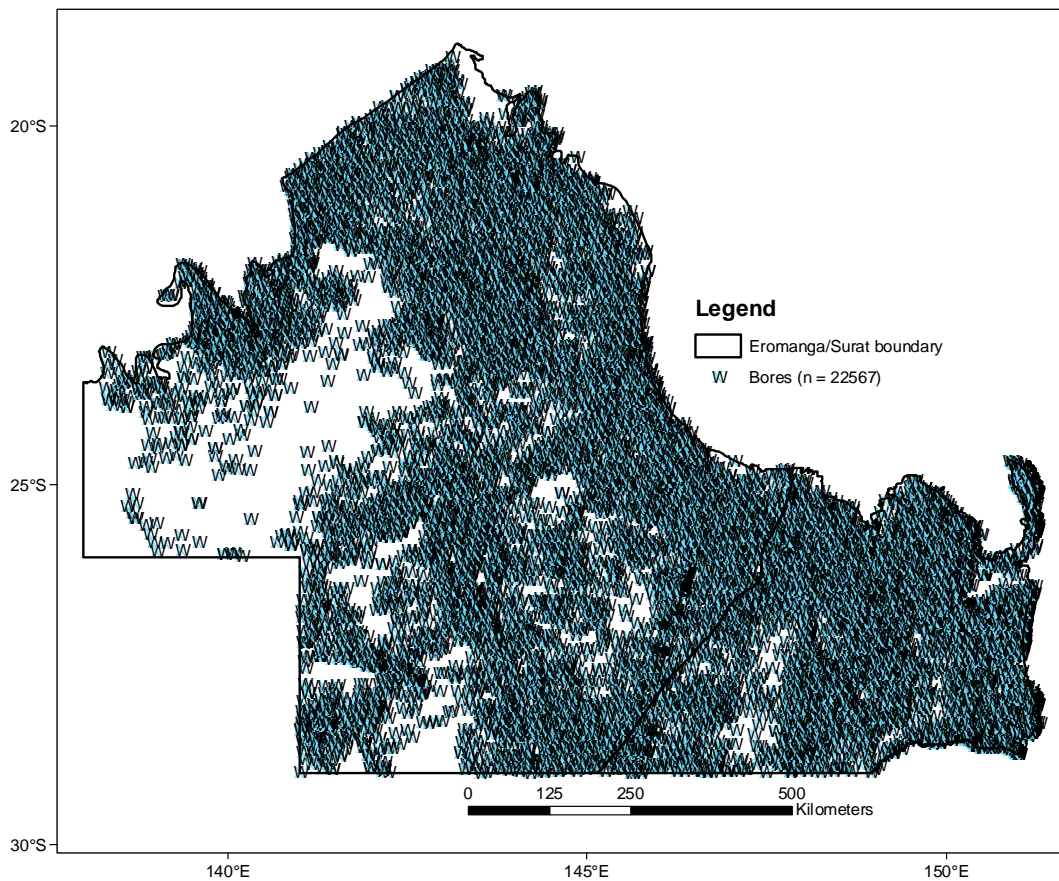 20°S
Legend
Eromanga/Surat boundary
W Bores (n = 22567)
25°S
0 125 250 500
Kilometers
30°S
140°E 145°E 150°E